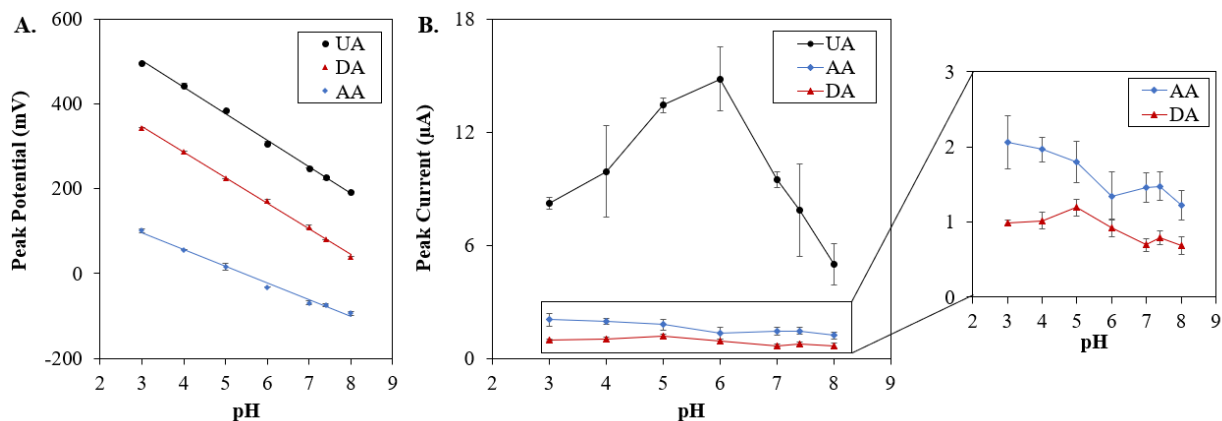 A.
Peak Potential (mV)
600
400
200
0
-200
2 3 4 5 6 7 8 9
pH
UA
DA
AA
B.
Peak Current (µA)
18
12
6
0
2 3 4 5 6 7 8 9
pH
UA
AA
DA
3
2
1
0
2 3 4 5 6 7 8 9
pH
AA
DA